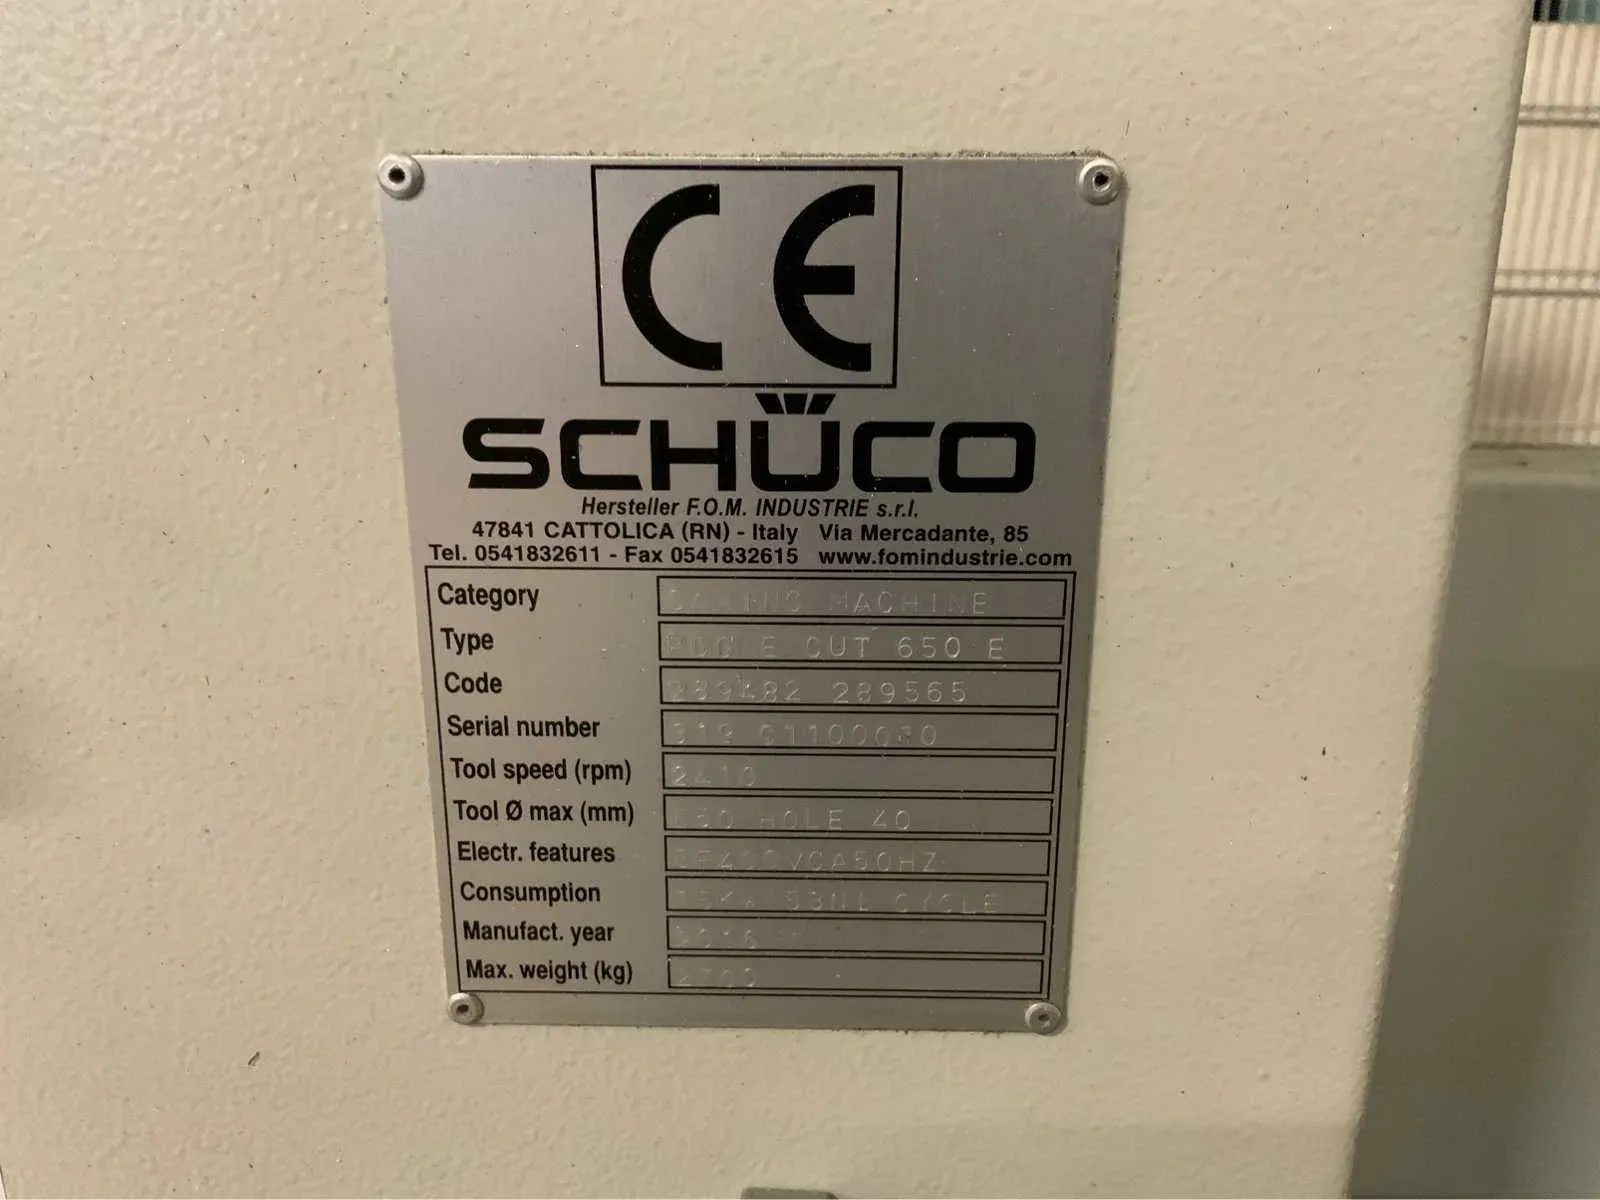 CE
SCHÜCO
Hersteller F.O.M. INDUSTRIE s.r.l.
47841 CATTOLICA (RN) - Italy Via Mercadante, 85
Tel. 0541832611 - Fax 0541832615 www.fomindustrie.com
Category MACHINE
Type E CUT 650 E
Code 289565
Serial number
Tool speed (rpm) 2410
Tool Ø max (mm) 650 HOLE 40
Electr. features
Consumption CYCLE
Manufact. year
Max. weight (kg)